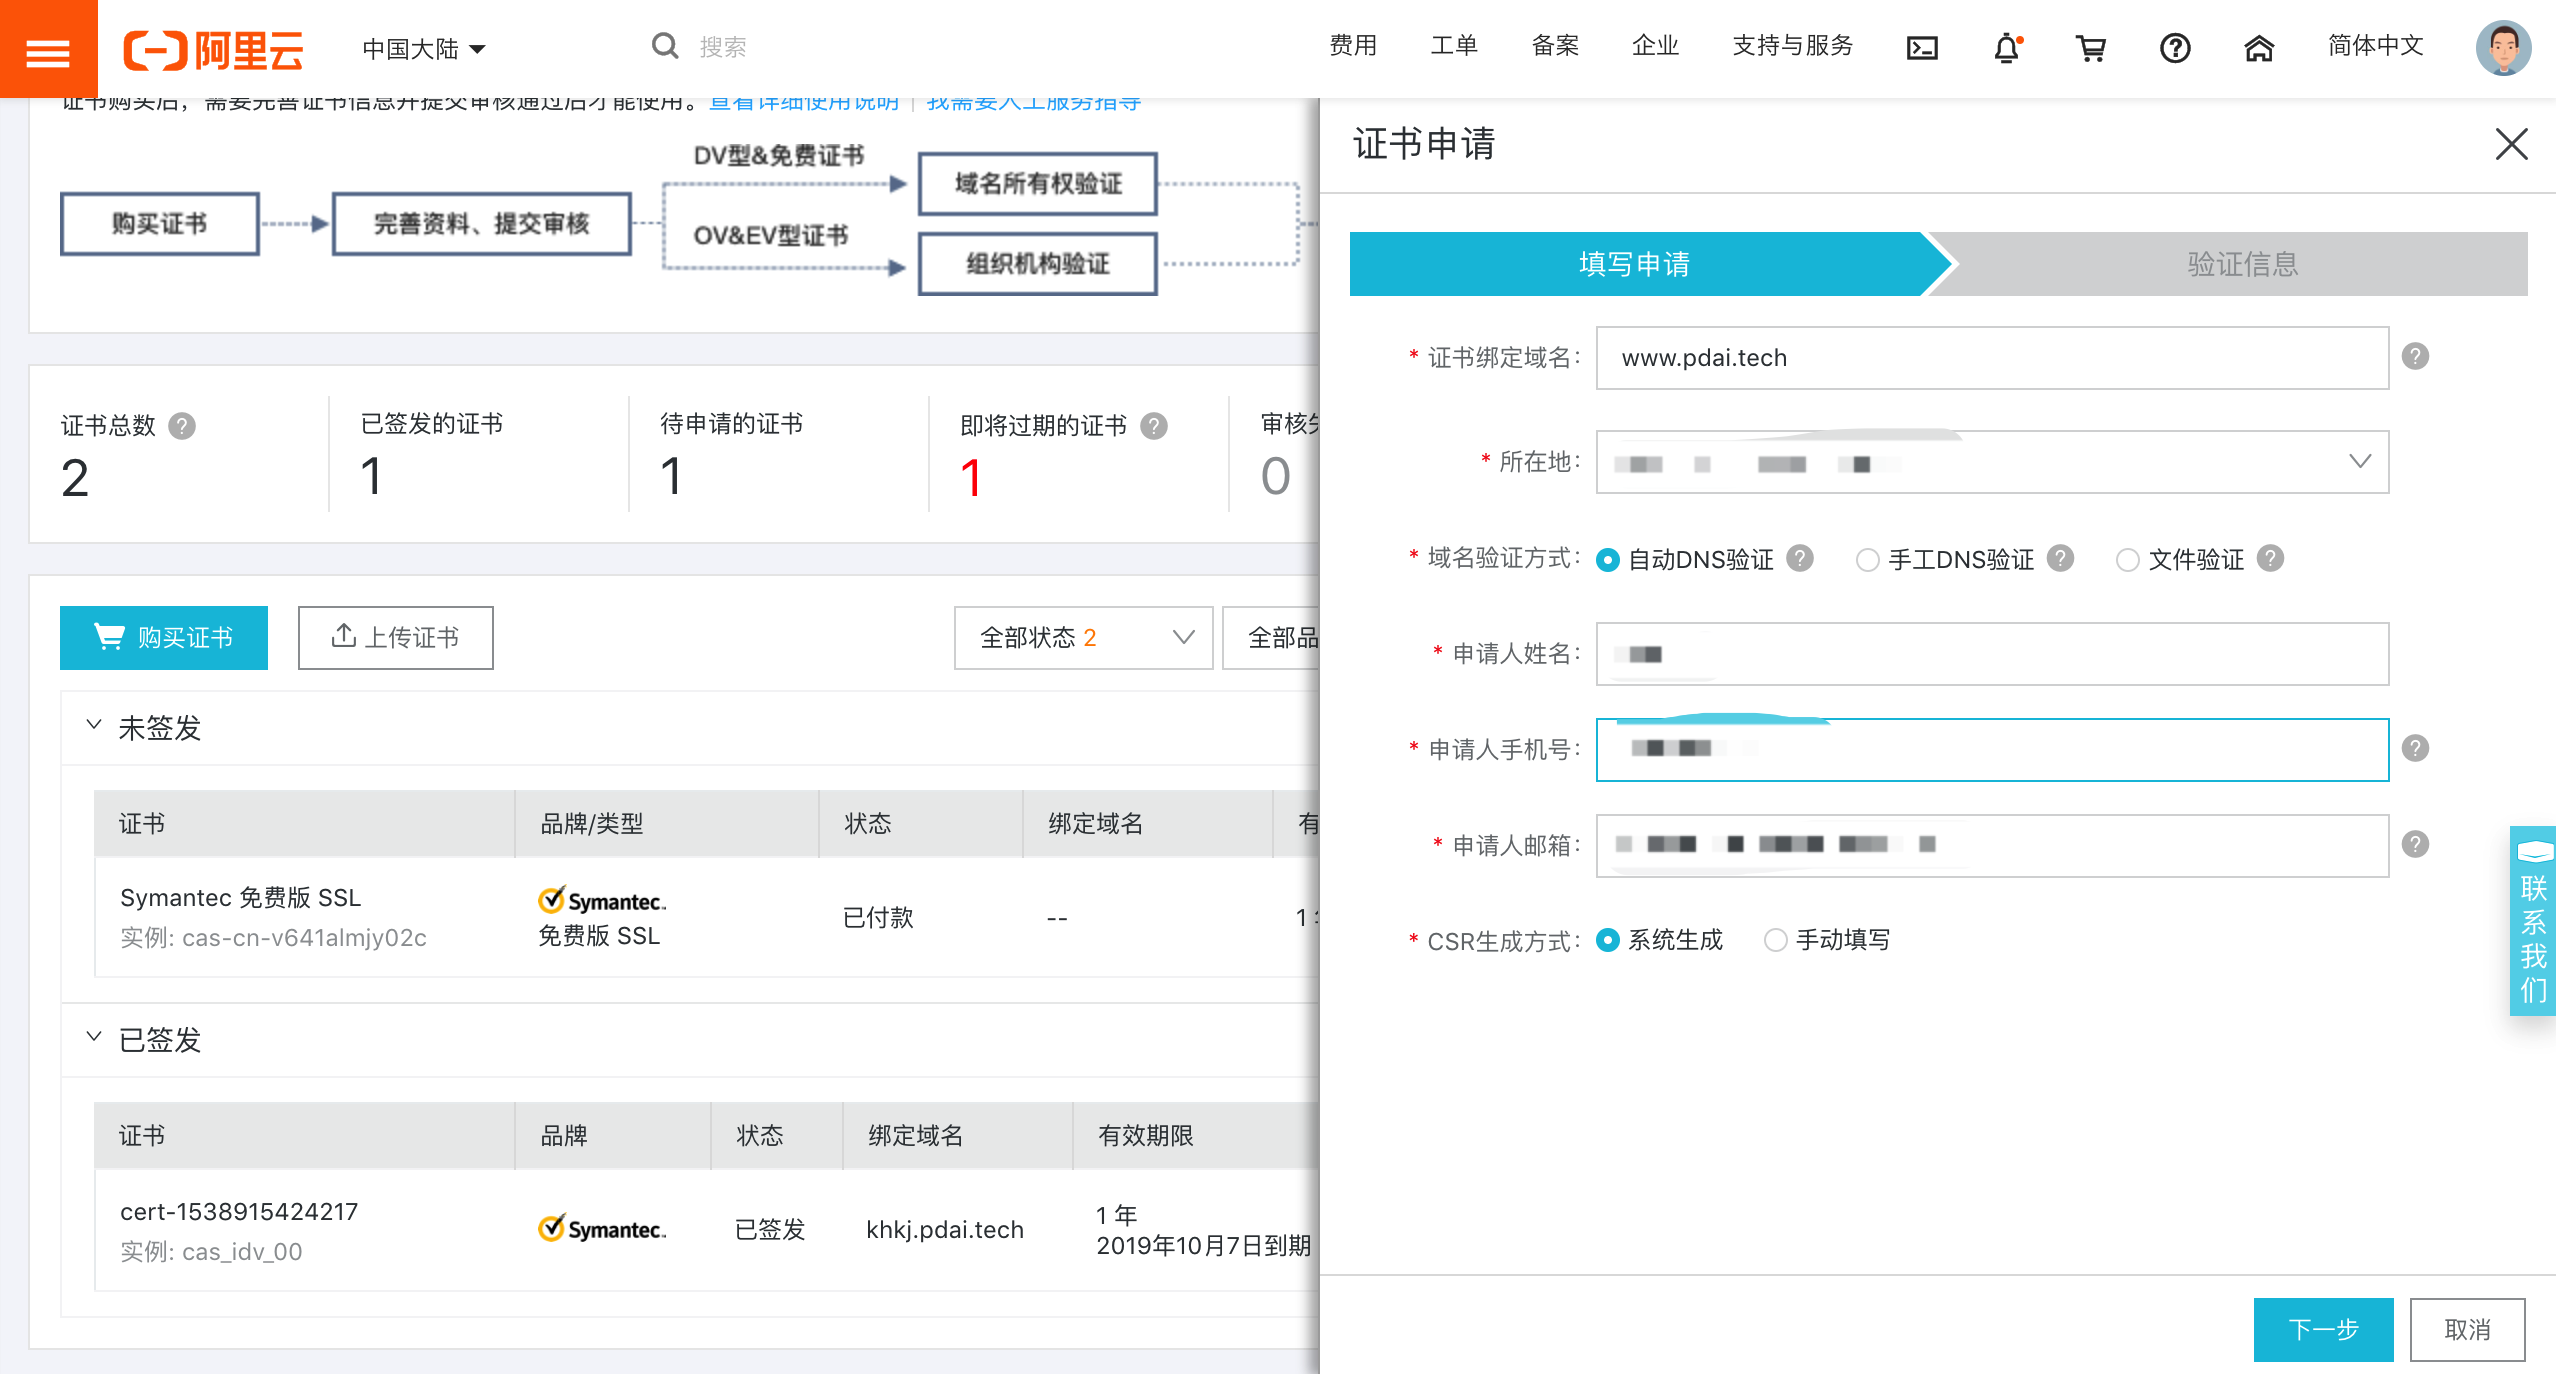 阿里云
中国大陆
搜索
费用
工单
备案
企业
支持与服务
简体中文
证书购买后，需要完善证书信息并提交审核通过后才能使用。查看详细使用说明 | 我需要人工服务指导
购买证书
完善资料、提交审核
DV型&免费证书
OV&EV型证书
域名所有权验证
组织机构验证
证书总数
2
已签发的证书
1
待申请的证书
1
即将过期的证书
1
审核
0
购买证书
上传证书
全部状态 2
全部品
未签发
证书 品牌/类型 状态 绑定域名 有
Symantec 免费版 SSL
实例: cas-cn-v641almjy02c
Symantec
免费版 SSL
已付款
--
1
已签发
证书 品牌 状态 绑定域名 有效期限
cert-1538915424217
实例: cas_idv_00
Symantec
已签发
khkj.pdai.tech
1 年
2019年10月7日到期
证书申请
填写申请
验证信息
* 证书绑定域名: www.pdai.tech
* 所在地:
* 域名验证方式: 自动DNS验证 手工DNS验证 文件验证
* 申请人姓名:
* 申请人手机号:
* 申请人邮箱:
* CSR生成方式: 系统生成 手动填写
联系我们
下一步
取消